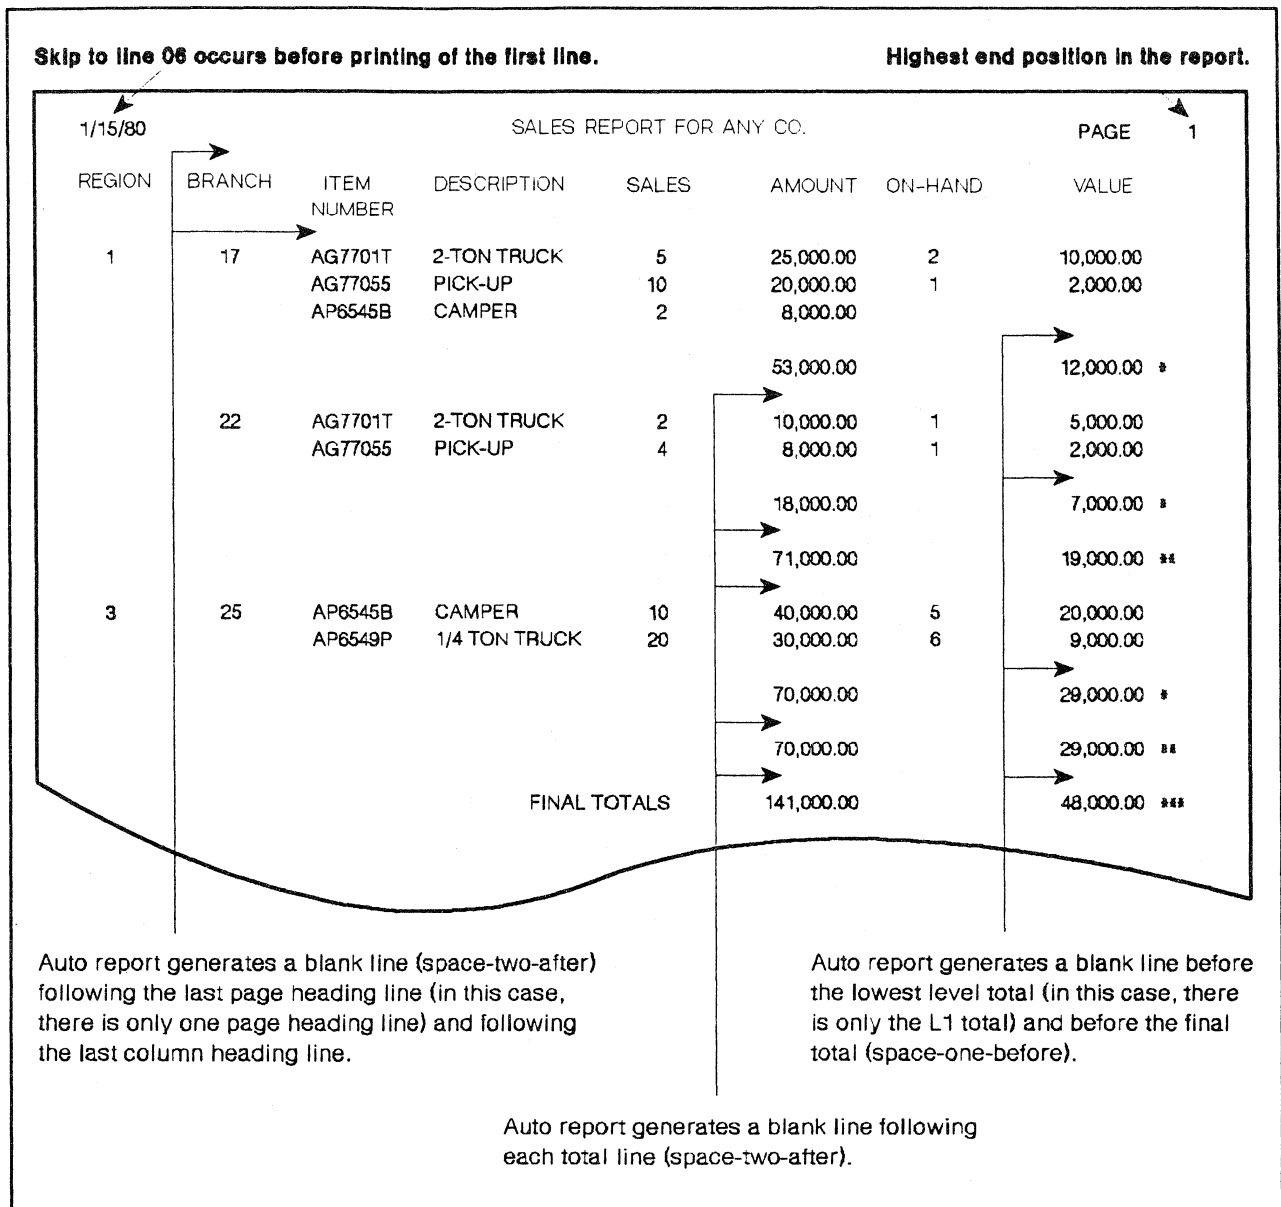 Skip to line 06 occurs before printing of the first line. Highest end position in the report.
1/15/80 SALES REPORT FOR ANY CO. PAGE 1
REGION BRANCH ITEM DESCRIPTION SALES AMOUNT ON-HAND VALUE
NUMBER
1 17 AG7701T 2-TON TRUCK 5 25,000.00 2 10,000.00
AG77055 PICK-UP 10 20,000.00 1 2,000.00
AP6545B CAMPER 2 8,000.00
53,000.00 12,000.00 *
22 AG7701T 2-TON TRUCK 2 10,000.00 1 5,000.00
AG77055 PICK-UP 4 8,000.00 1 2,000.00
18,000.00 7,000.00 *
71,000.00 19,000.00 **
3 25 AP6545B CAMPER 10 40,000.00 5 20,000.00
AP6549P 1/4 TON TRUCK 20 30,000.00 6 9,000.00
70,000.00 29,000.00 *
70,000.00 29,000.00 **
FINAL TOTALS 141,000.00 48,000.00 ***
Auto report generates a blank line (space-two-after)
following the last page heading line (in this case,
there is only one page heading line) and following
the last column heading line.
Auto report generates a blank line before
the lowest level total (in this case, there
is only the L1 total) and before the final
total (space-one-before).
Auto report generates a blank line following
each total line (space-two-after).